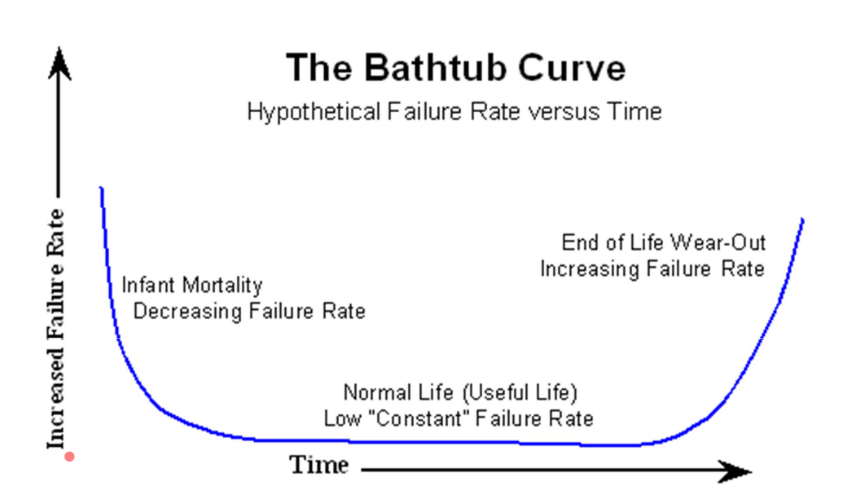 The Bathtub Curve
Hypothetical Failure Rate versus Time
Increased Failure Rate
Infant Mortality
Decreasing Failure Rate
End of Life Wear-Out
Increasing Failure Rate
Normal Life (Useful Life)
Low "Constant" Failure Rate
Time